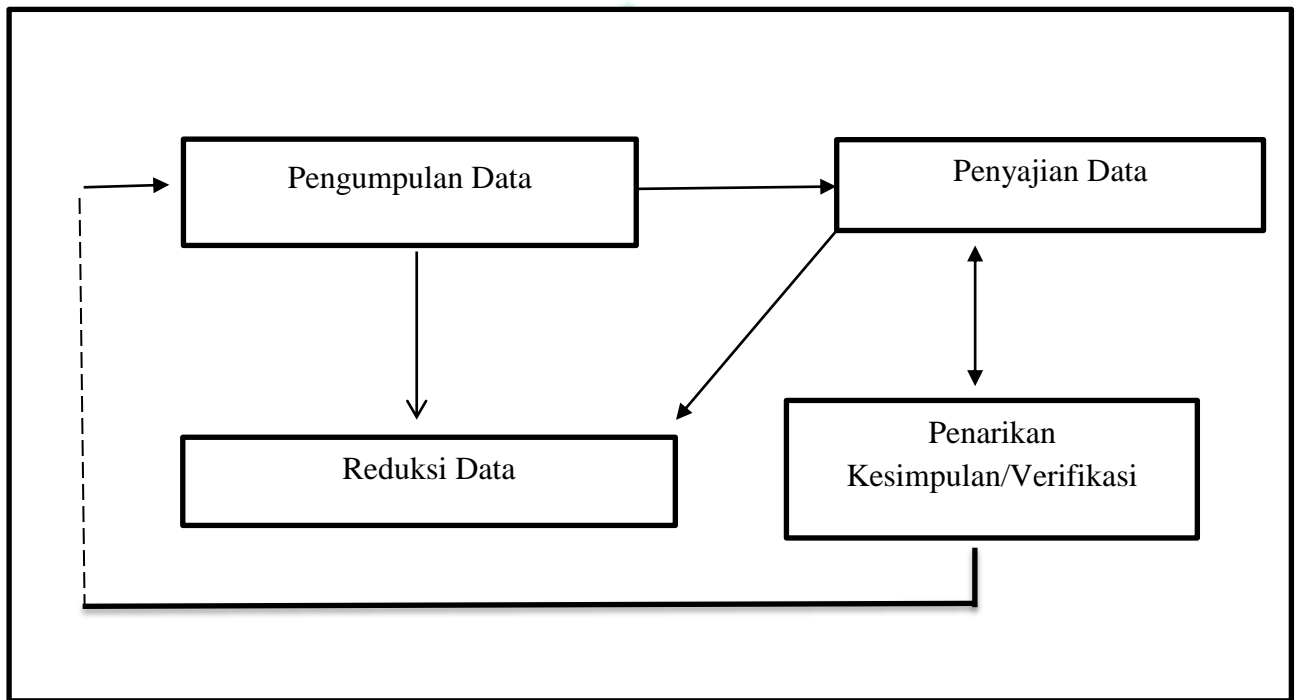 Pengumpulan Data
Penyajian Data
Reduksi Data
Penarikan
Kesimpulan/Verifikasi